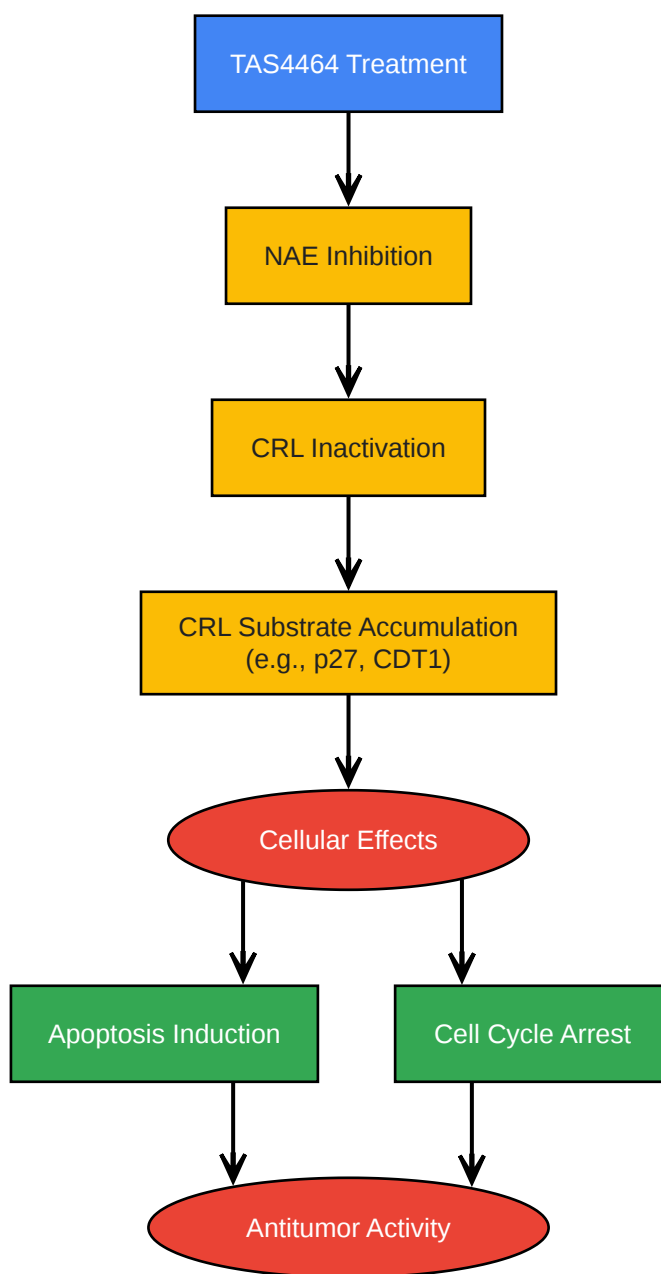 TAS4464 Treatment
NAE Inhibition
CRL Inactivation
CRL Substrate Accumulation
(e.g., p27, CDT1)
Cellular Effects
Apoptosis Induction
Cell Cycle Arrest
Antitumor Activity